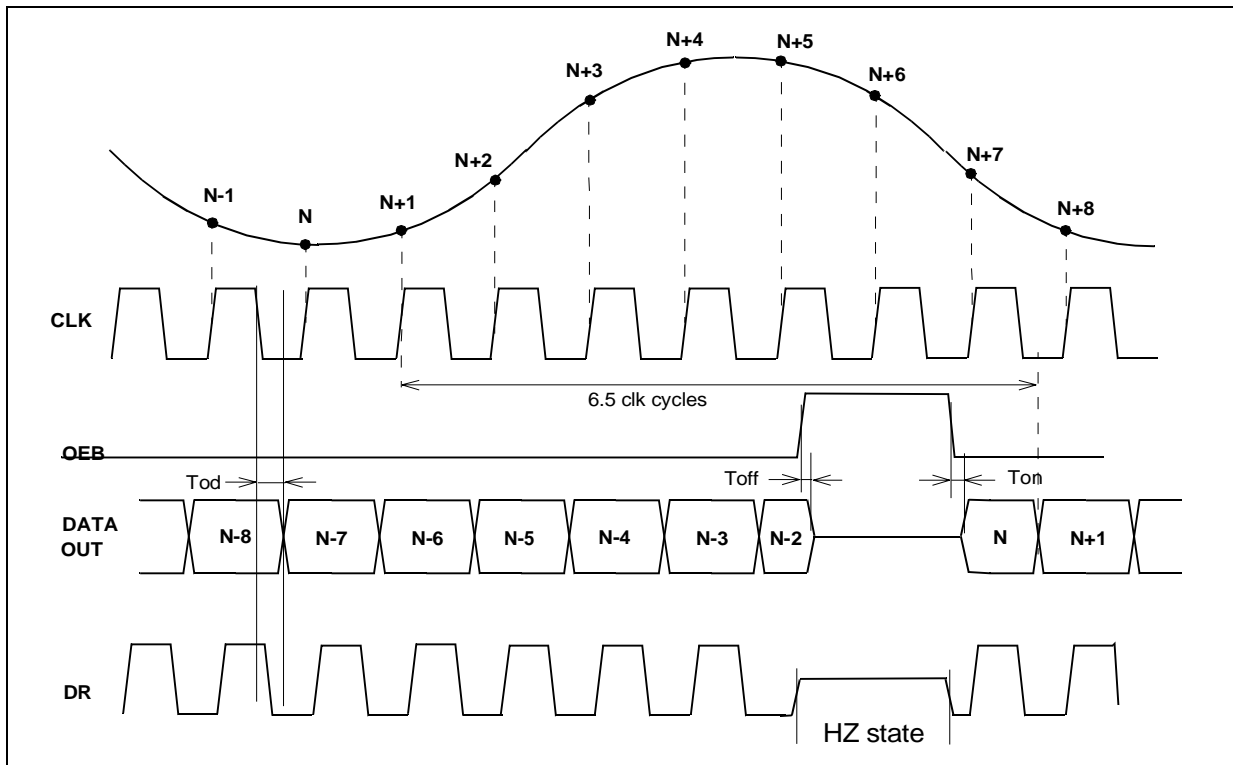 N-1
N
N+1
N+2
N+3
N+4
N+5
N+6
N+7
N+8
CLK
6.5 clk cycles
OEB
Tod
Toff
Ton
DATA
OUT
N-8
N-7
N-6
N-5
N-4
N-3
N-2
N
N+1
DR
HZ state